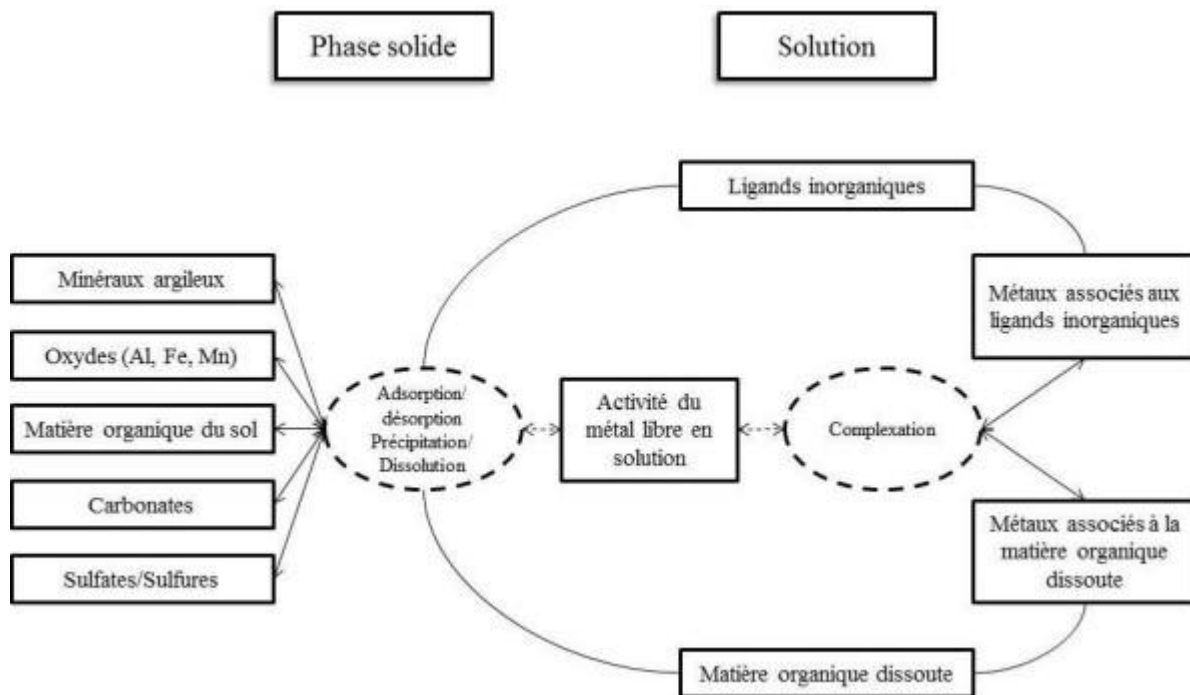 Phase solide
Solution
Ligands inorganiques
Minéraux argileux
Oxydes (Al, Fe, Mn)
Matière organique du sol
Carbonates
Sulfates/Sulfures
Adsorption/
désorption
Précipitation/
Dissolution
Activité du
métal libre en
solution
Complexation
Métaux associés aux
ligands inorganiques
Métaux associés à la
matière organique
dissoute
Matière organique dissoute